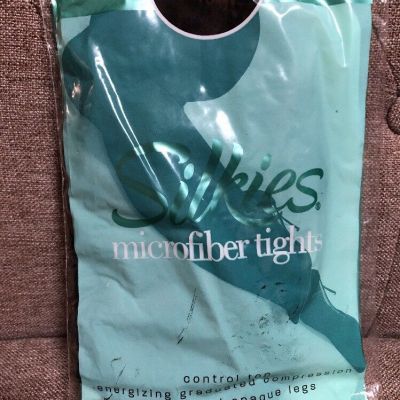 Silkies®
microfiber tights
control top
energizing graduated compression
opaque legs